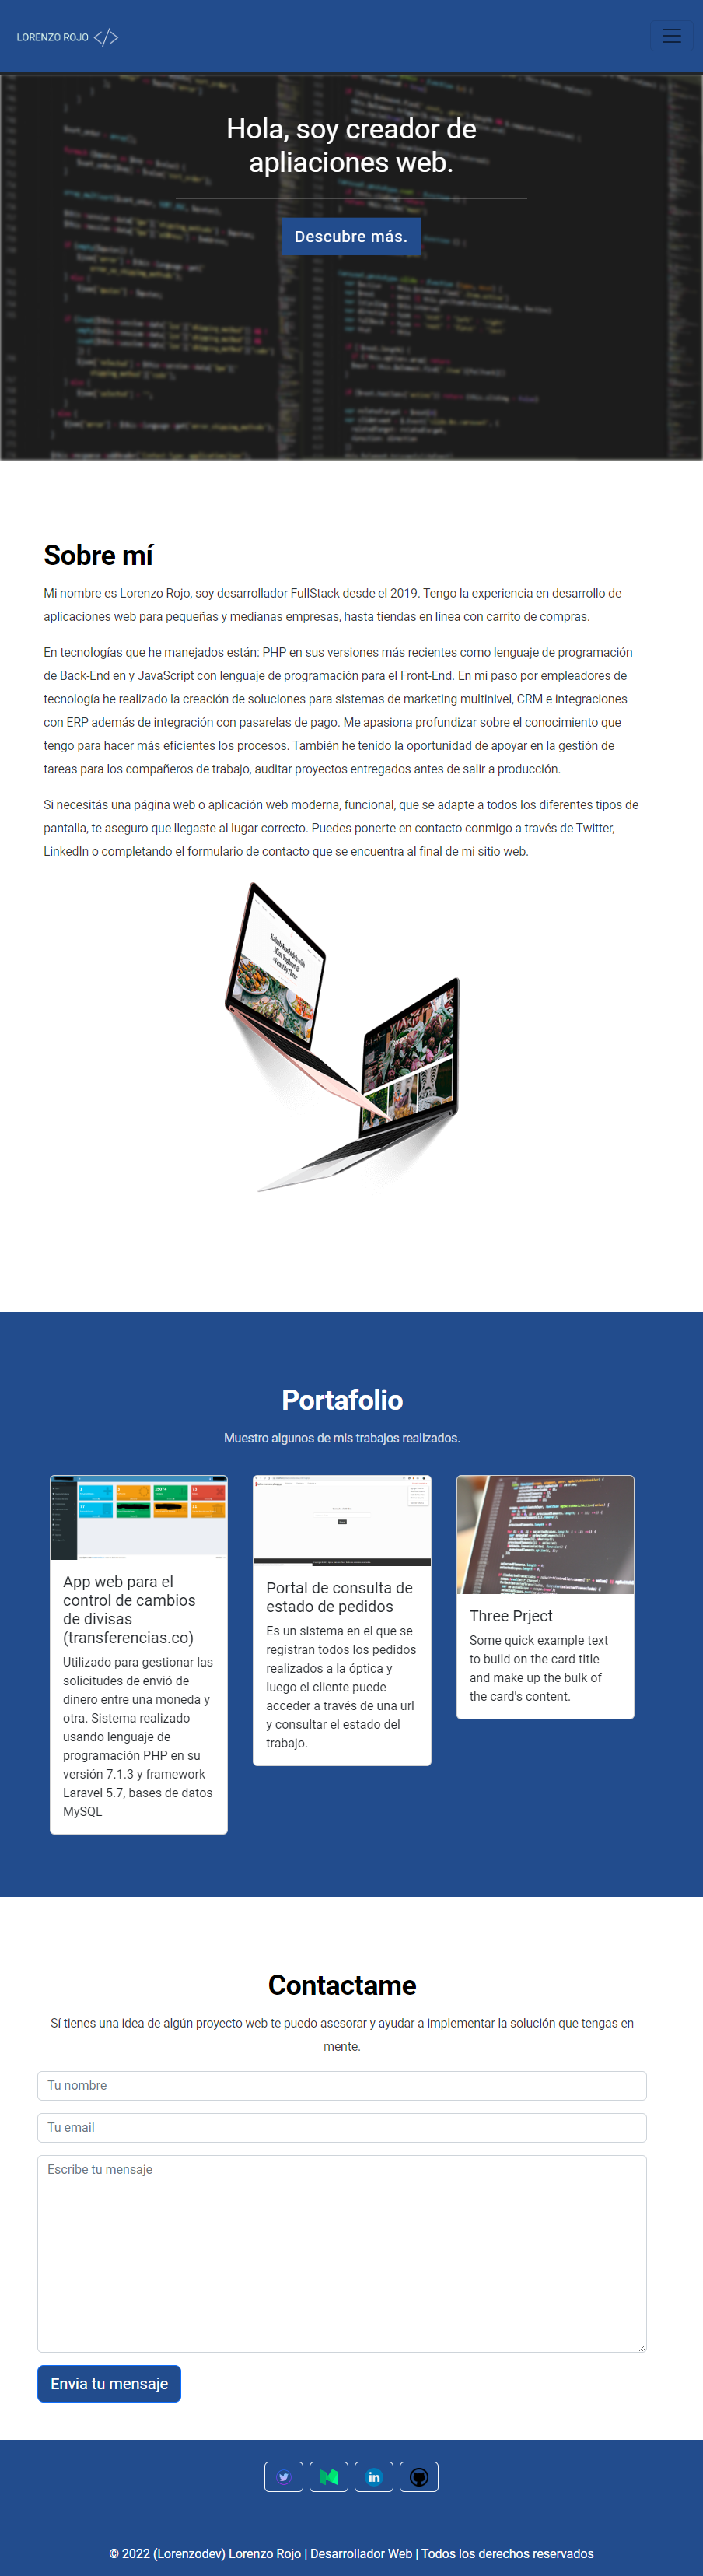 LORENZO ROJO </>
Hola, soy creador de
apliaciones web.
Descubre más.
Sobre mí
Mi nombre es Lorenzo Rojo, soy desarrollador FullStack desde el 2019. Tengo la experiencia en desarrollo de
aplicaciones web para pequeñas y medianas empresas, hasta tiendas en línea con carrito de compras.
En tecnologías que he manejados están: PHP en sus versiones más recientes como lenguaje de programación
de Back-End en y JavaScript con lenguaje de programación para el Front-End. En mi paso por empleadores de
tecnología he realizado la creación de soluciones para sistemas de marketing multinivel, CRM e integraciones
con ERP además de integración con pasarelas de pago. Me apasiona profundizar sobre el conocimiento que
tengo para hacer más eficientes los procesos. También he tenido la oportunidad de apoyar en la gestión de
tareas para los compañeros de trabajo, auditar proyectos entregados antes de salir a producción.
Si necesitás una página web o aplicación web moderna, funcional, que se adapte a todos los diferentes tipos de
pantalla, te aseguro que llegaste al lugar correcto. Puedes ponerte en contacto conmigo a través de Twitter,
LinkedIn o completando el formulario de contacto que se encuentra al final de mi sitio web.
Portafolio
Muestro algunos de mis trabajos realizados.
App web para el
control de cambios
de divisas
(transferencias.co)
Utilizado para gestionar las
solicitudes de envió de
dinero entre una moneda y
otra. Sistema realizado
usando lenguaje de
programación PHP en su
versión 7.1.3 y framework
Laravel 5.7, bases de datos
MySQL
Portal de consulta de
estado de pedidos
Es un sistema en el que se
registran todos los pedidos
realizados a la óptica y
luego el cliente puede
acceder a través de una url
y consultar el estado del
trabajo.
Three Prject
Some quick example text
to build on the card title
and make up the bulk of
the card's content.
Contactame
Sí tienes una idea de algún proyecto web te puedo asesorar y ayudar a implementar la solución que tengas en
mente.
Tu nombre
Tu email
Escribe tu mensaje
Envia tu mensaje
in
© 2022 (Lorenzodev) Lorenzo Rojo | Desarrollador Web | Todos los derechos reservados